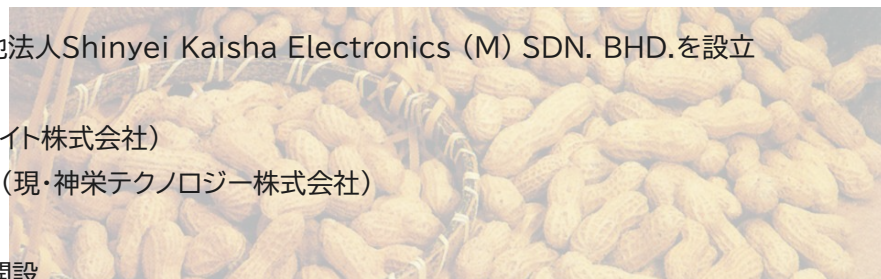 法人Shinyei Kaisha Electronics (M) SDN. BHD.を設立
イト株式会社）
（現・神栄テクノロジー株式会社）
開設